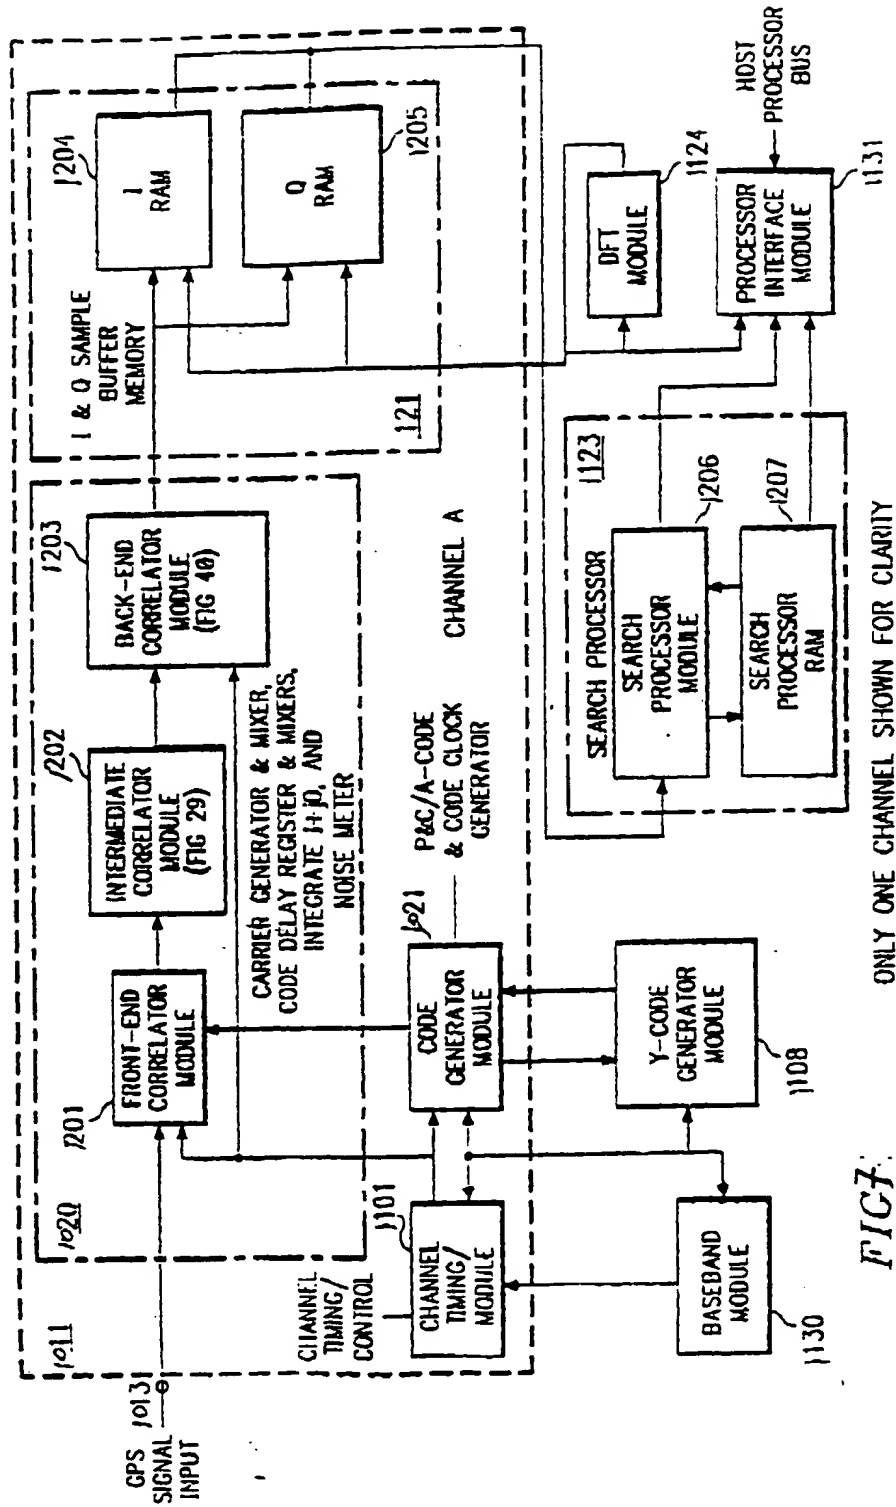 GPS
SIGNAL
INPUT
1013
1011
1020
1201
FRONT-END
CORRELATOR
MODULE
1202
INTERMEDIATE
CORRELATOR
MODULE
(FIG 29)
1203
BACK-END
CORRELATOR
MODULE
(FIG 40)
CARRIER GENERATOR & MIXER,
CODE DELAY REGISTER & MIXERS,
INTEGRATE I+jQ, AND
NOISE METER
I & Q SAMPLE
BUFFER
MEMORY
121
1204
I
RAM
Q
RAM
1205
CHANNEL
TIMING/
CONTROL
1101
CHANNEL
TIMING/
MODULE
1021
CODE
GENERATOR
MODULE
P&C/A-CODE
& CODE CLOCK
GENERATOR
CHANNEL A
BASEBAND
MODULE
1130
Y-CODE
GENERATOR
MODULE
1108
SEARCH PROCESSOR
1123
SEARCH
PROCESSOR
MODULE
1206
SEARCH
PROCESSOR
RAM
1207
DFT
MODULE
1124
PROCESSOR
INTERFACE
MODULE
1131
HOST
PROCESSOR
BUS
ONLY ONE CHANNEL SHOWN FOR CLARITY
FIG 7.